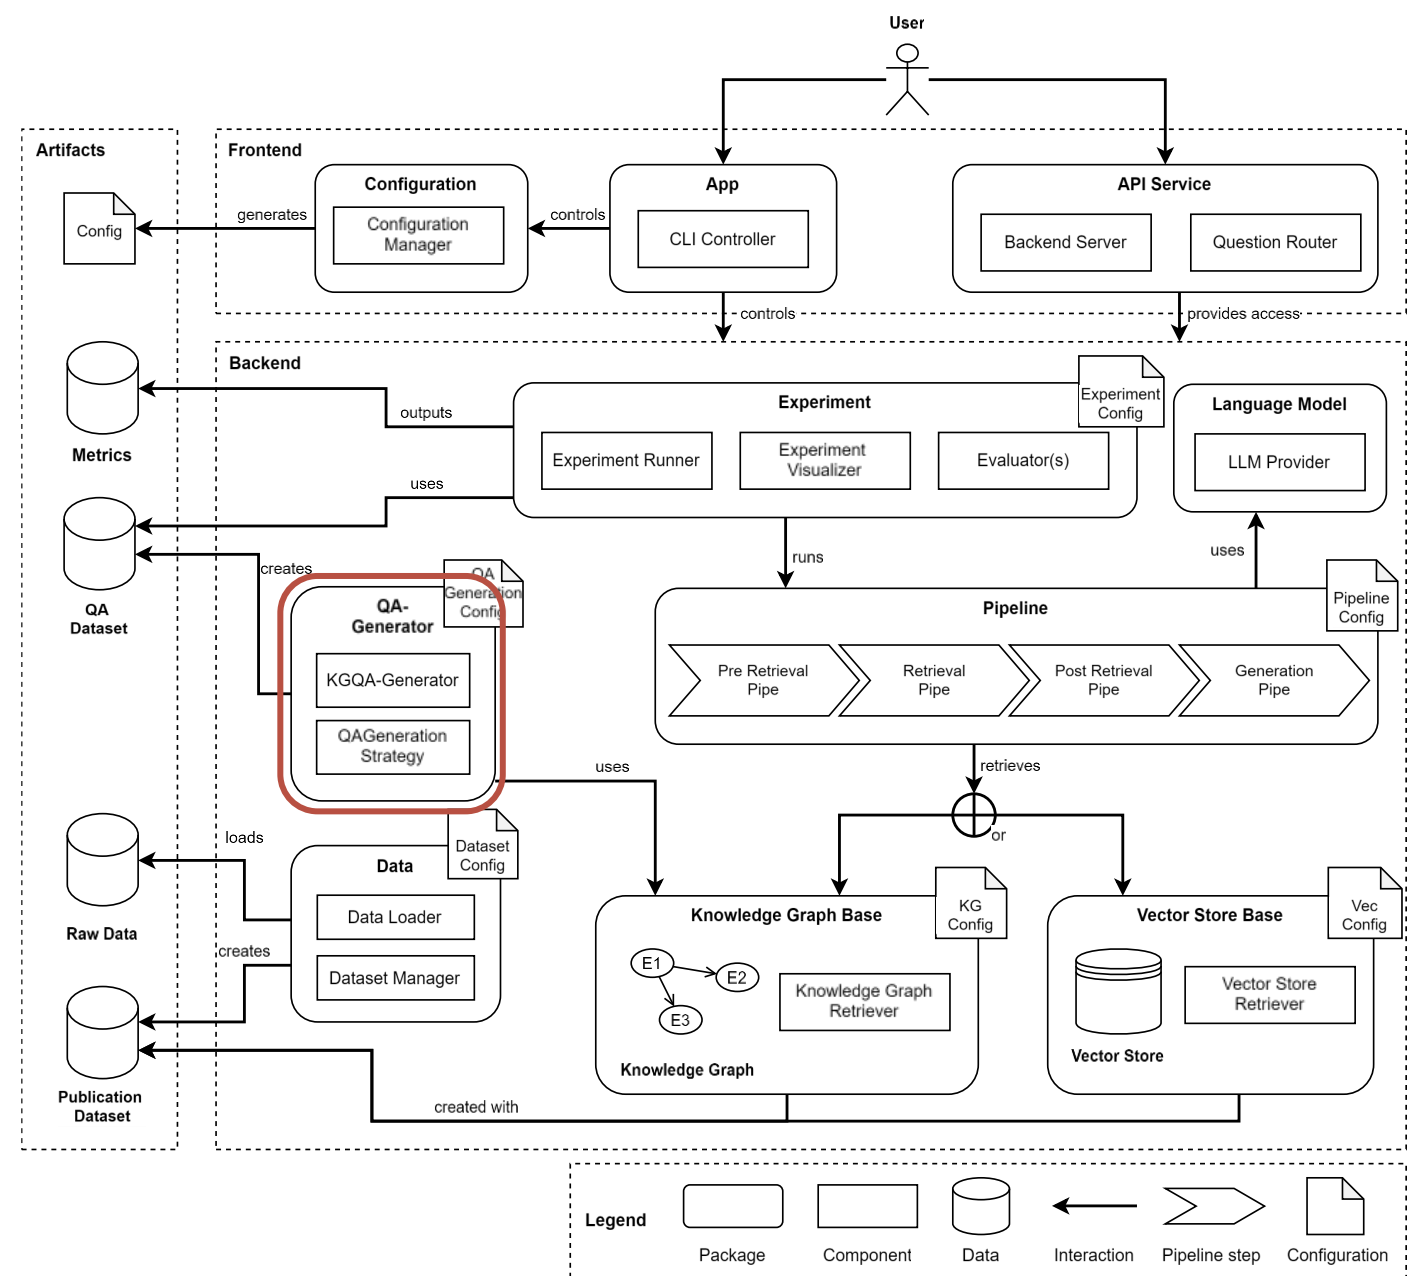 User
Artifacts
Frontend
Configuration
Configuration
Manager
App
CLI Controller
API Service
Backend Server
Question Router
Config
generates
controls
controls
provides access
Backend
Metrics
outputs
uses
Experiment
Experiment Runner
Experiment
Visualizer
Evaluator(s)
Experiment
Config
Language Model
LLM Provider
QA
Dataset
creates
runs
uses
QA
Generation
Config
QA-
Generator
KGQA-Generator
QAGeneration
Strategy
Pipeline
Pipeline
Config
Pre Retrieval
Pipe
Retrieval
Pipe
Post Retrieval
Pipe
Generation
Pipe
uses
retrieves
or
Raw Data
loads
creates
Data
Dataset
Config
Data Loader
Dataset Manager
Knowledge Graph Base
KG
Config
E1
E2
E3
Knowledge Graph
Retriever
Knowledge Graph
Vector Store Base
Vec
Config
Vector Store
Retriever
Vector Store
Publication
Dataset
created with
Legend
Package
Component
Data
Interaction
Pipeline step
Configuration